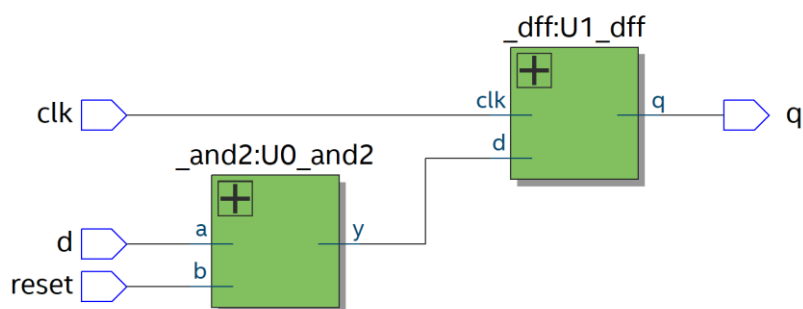 _dff:U1_dff
clk
clk
q
q
d
_and2:U0_and2
d
a
y
reset
b